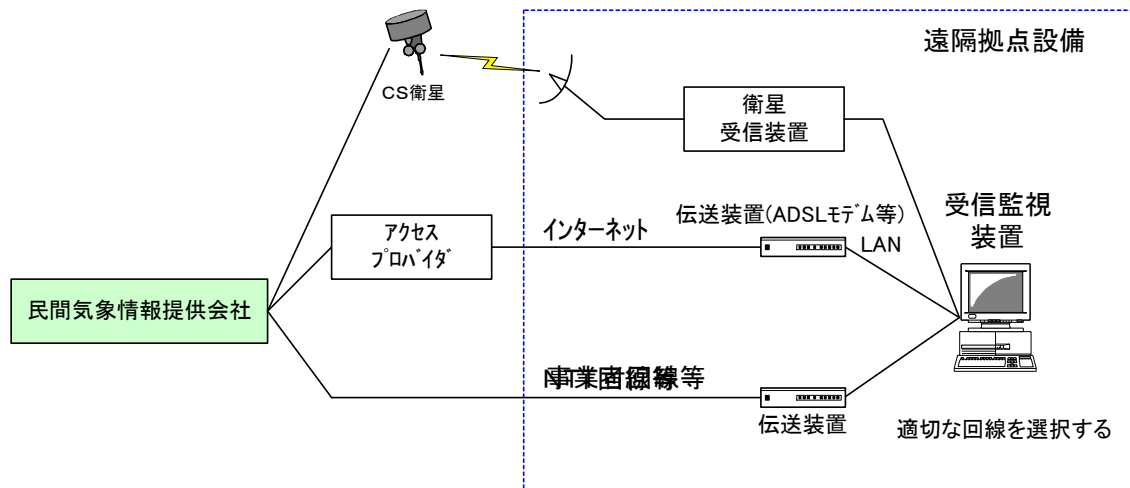 遠隔拠点設備
CS衛星
衛星
受信装置
伝送装置(ADSLﾓﾃﾞﾑ等)
LAN
受信監視
装置
アクセス
プロバイダ
インターネット
民間気象情報提供会社
伝送装置
適切な回線を選択する